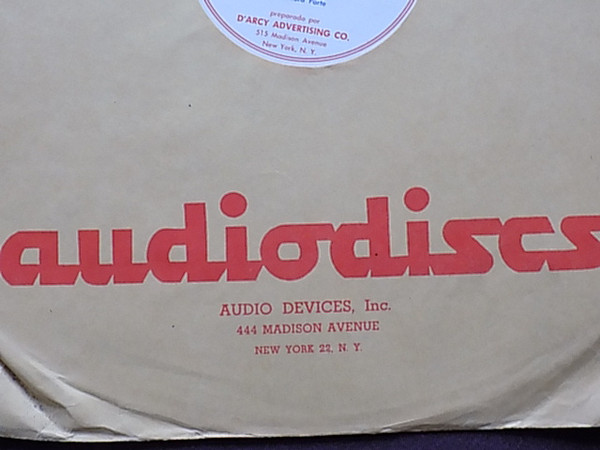 Parte
preparado por
D'ARCY ADVERTISING CO.
515 Madison Avenue
New York, N. Y.
audiodiscs
AUDIO DEVICES, Inc.
444 MADISON AVENUE
NEW YORK 22, N. Y.